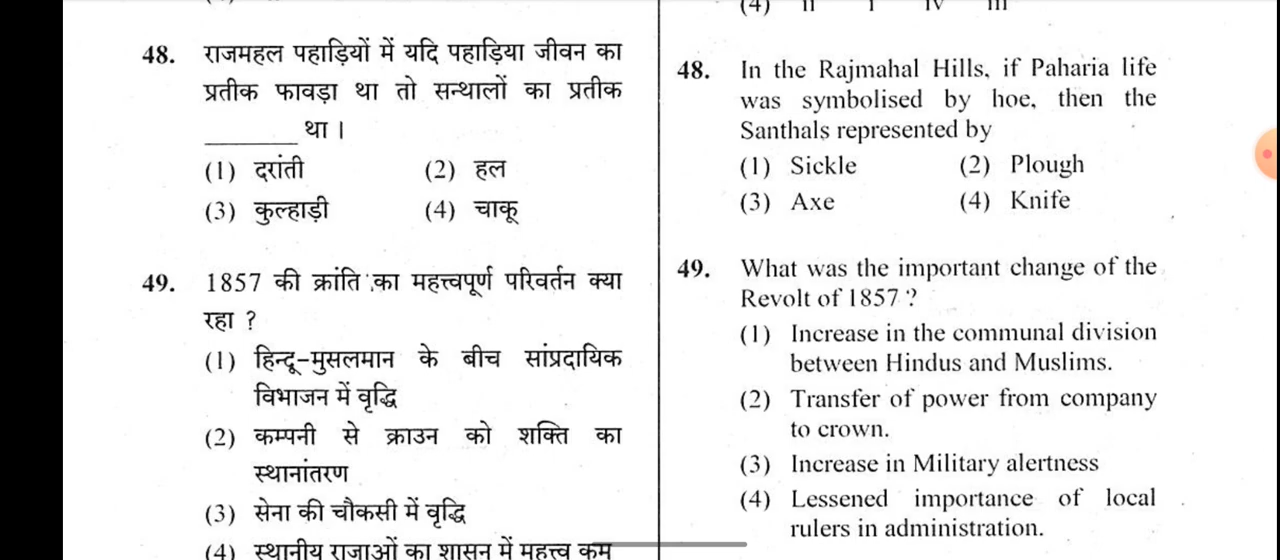 (4) II I IV III
48. राजमहल पहाड़ियों में यदि पहाड़िया जीवन का
प्रतीक फावड़ा था तो सन्थालों का प्रतीक
________ था ।
(1) दरांती (2) हल
(3) कुल्हाड़ी (4) चाकू
49. 1857 की क्रांति का महत्त्वपूर्ण परिवर्तन क्या
रहा ?
(1) हिन्दू-मुसलमान के बीच सांप्रदायिक
विभाजन में वृद्धि
(2) कम्पनी से क्राउन को शक्ति का
स्थानांतरण
(3) सेना की चौकसी में वृद्धि
(4) स्थानीय राजाओं का शासन में महत्त्व कम
48. In the Rajmahal Hills, if Paharia life
was symbolised by hoe, then the
Santhals represented by
(1) Sickle (2) Plough
(3) Axe (4) Knife
49. What was the important change of the
Revolt of 1857 ?
(1) Increase in the communal division
between Hindus and Muslims.
(2) Transfer of power from company
to crown.
(3) Increase in Military alertness
(4) Lessened importance of local
rulers in administration.